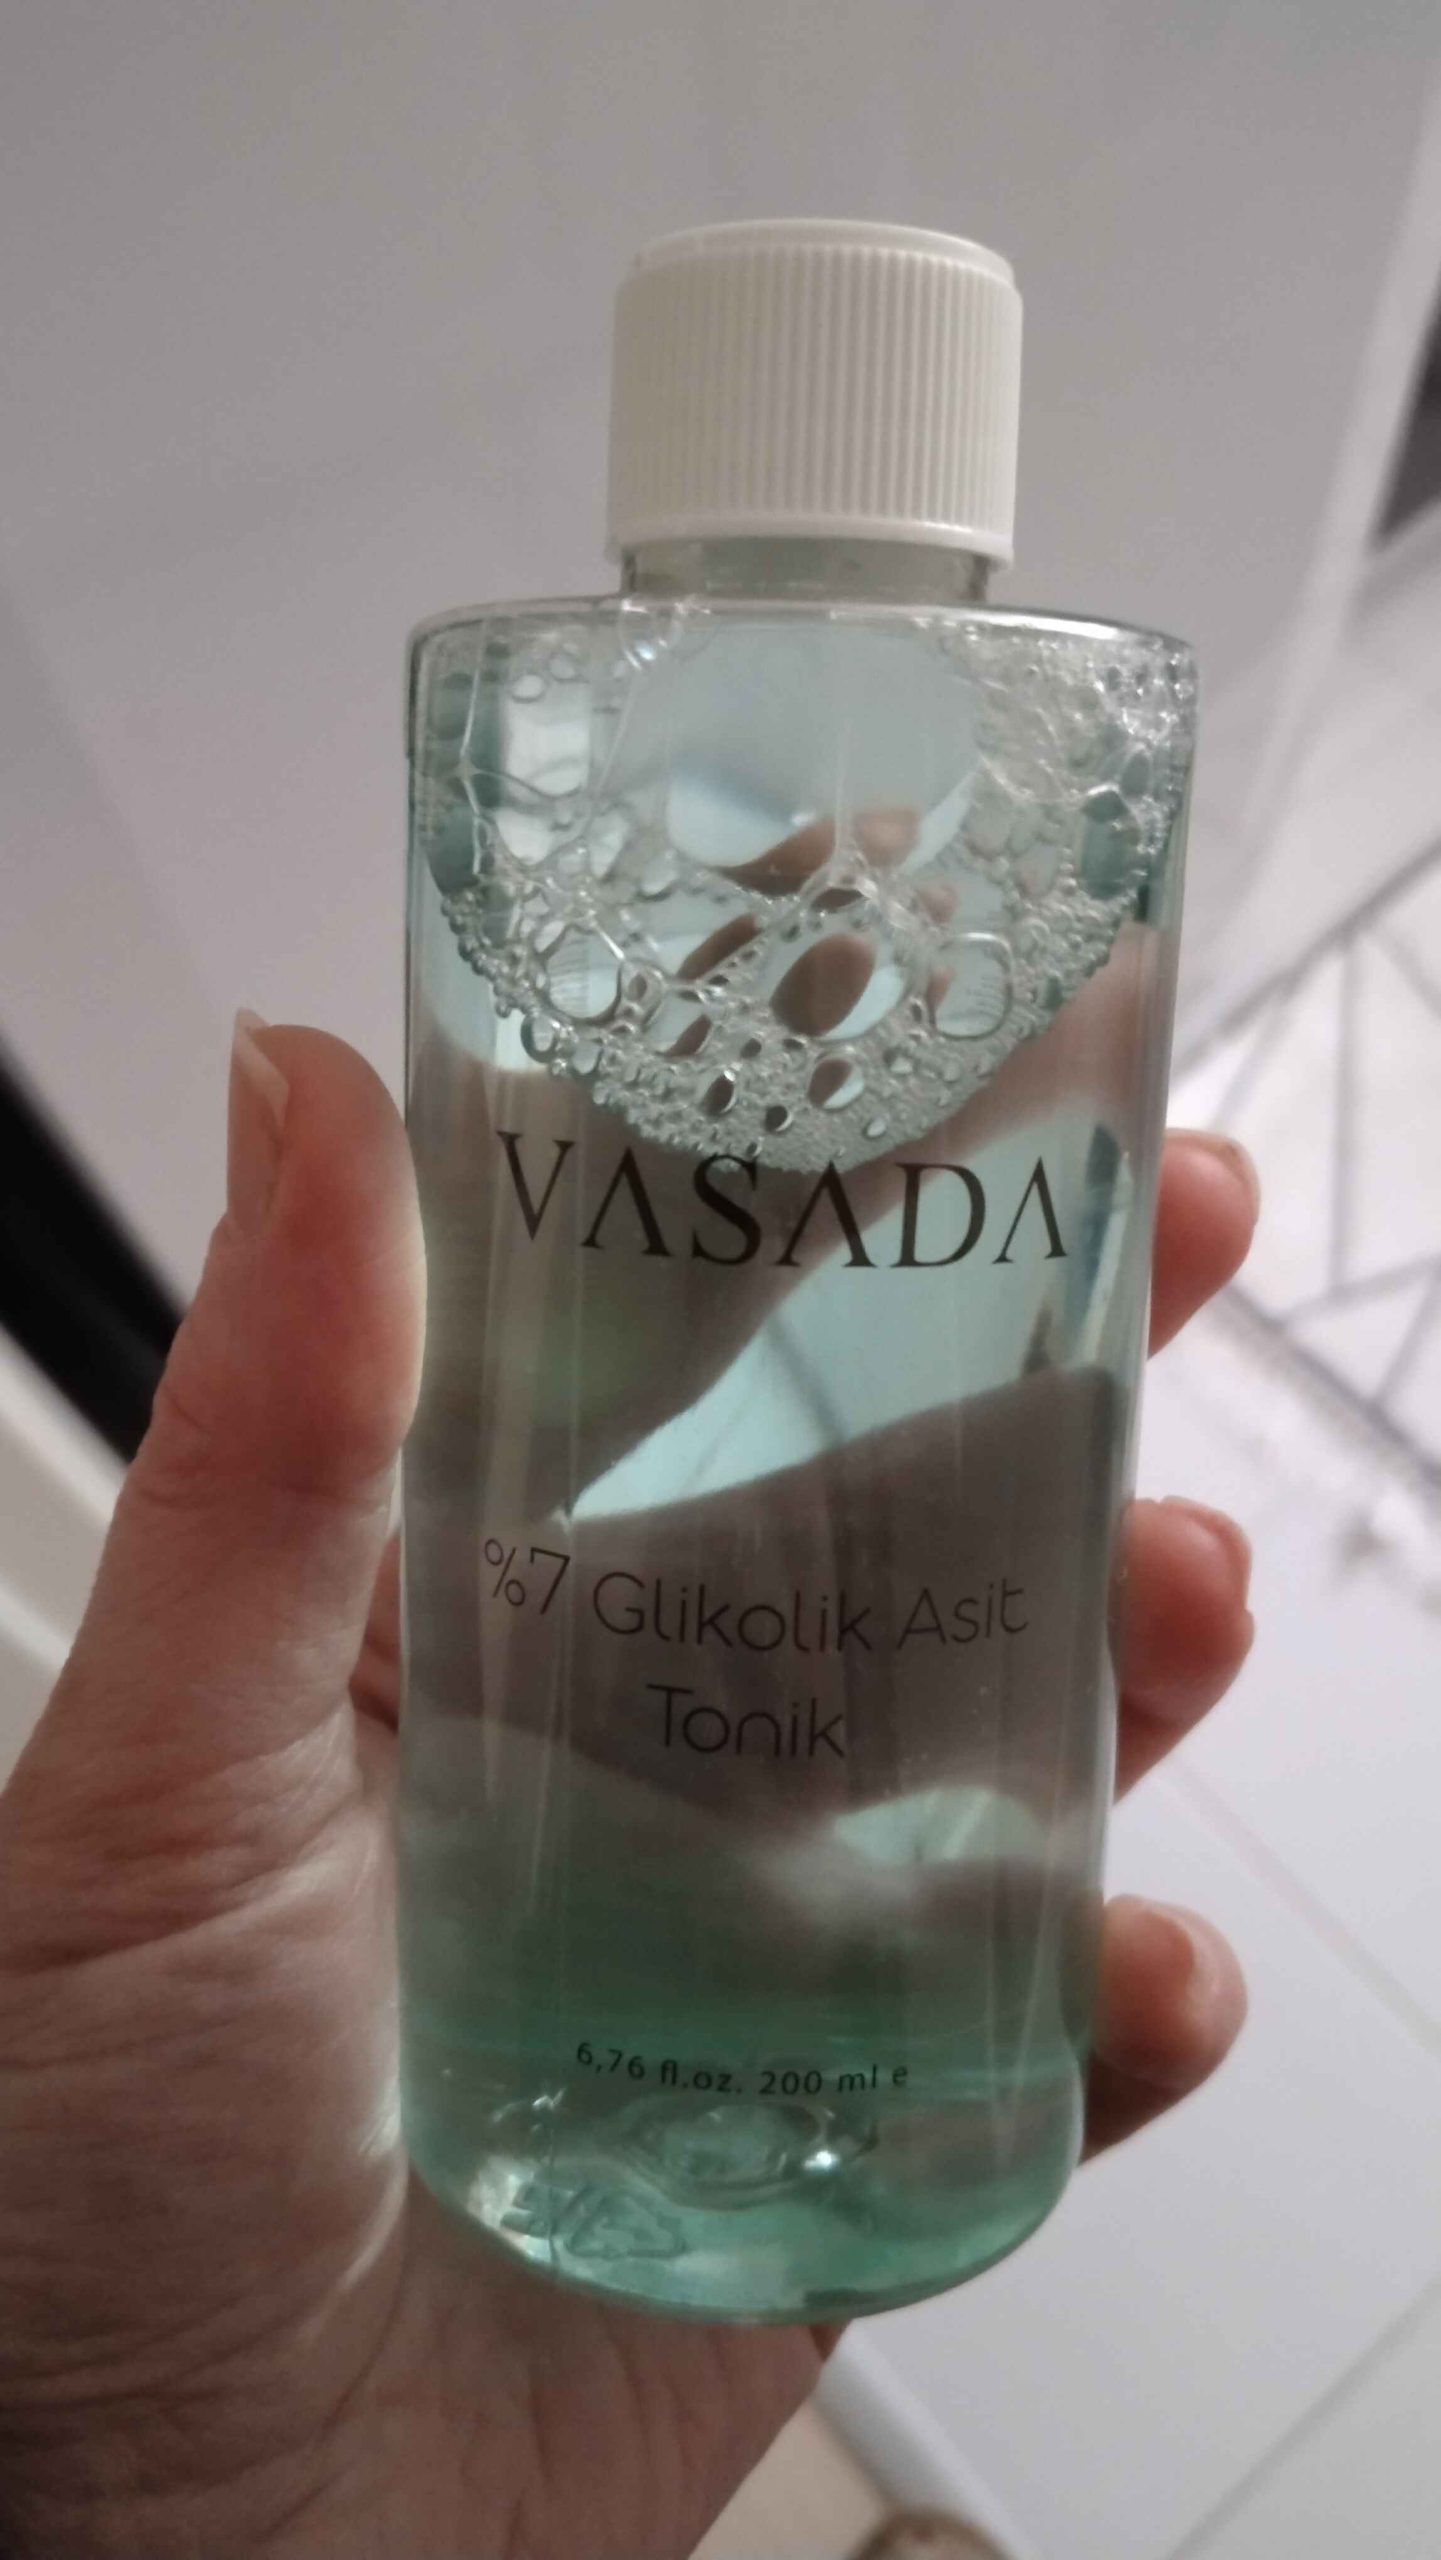 VASADA
%7 Glikolik Asit
Tonik
6,76 fl.oz. 200 ml e